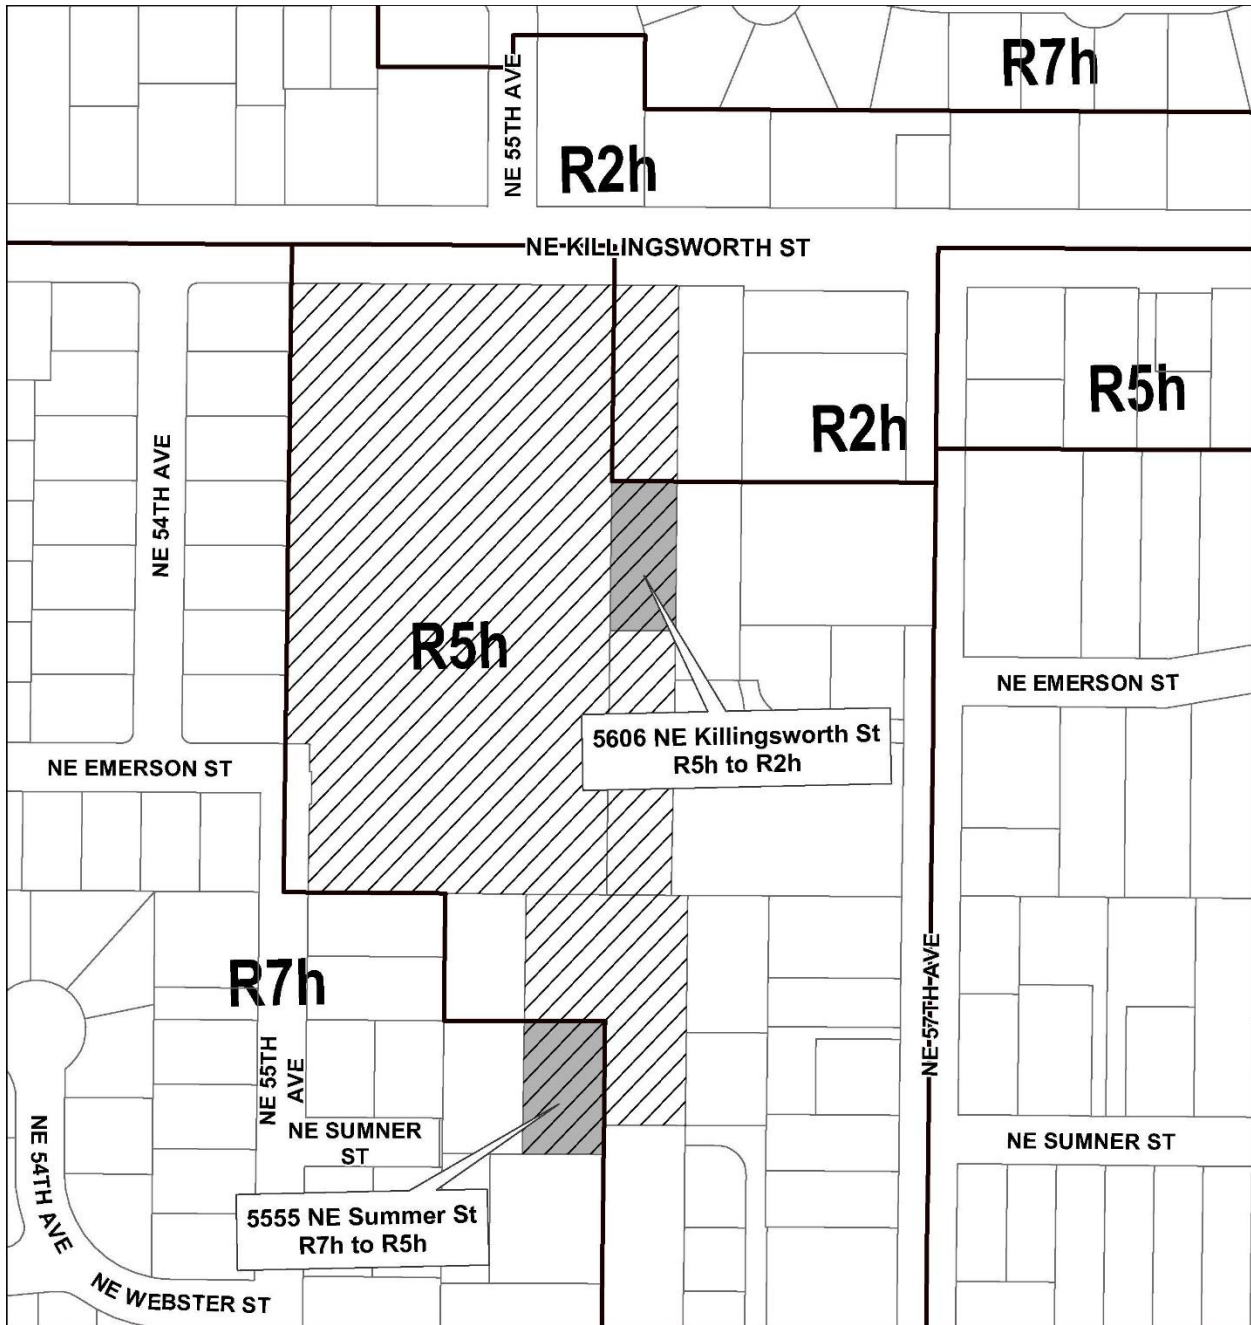 R7h
NE 55TH AVE
R2h
NE KILLINGSWORTH ST
R5h
R2h
NE 54TH AVE
R5h
NE EMERSON ST
5606 NE Killingsworth St
R5h to R2h
NE EMERSON ST
R7h
NE 57TH AVE
NE 55TH
AVE
NE SUMNER
ST
NE SUMNER ST
NE 54TH AVE
5555 NE Summer St
R7h to R5h
NE WEBSTER ST